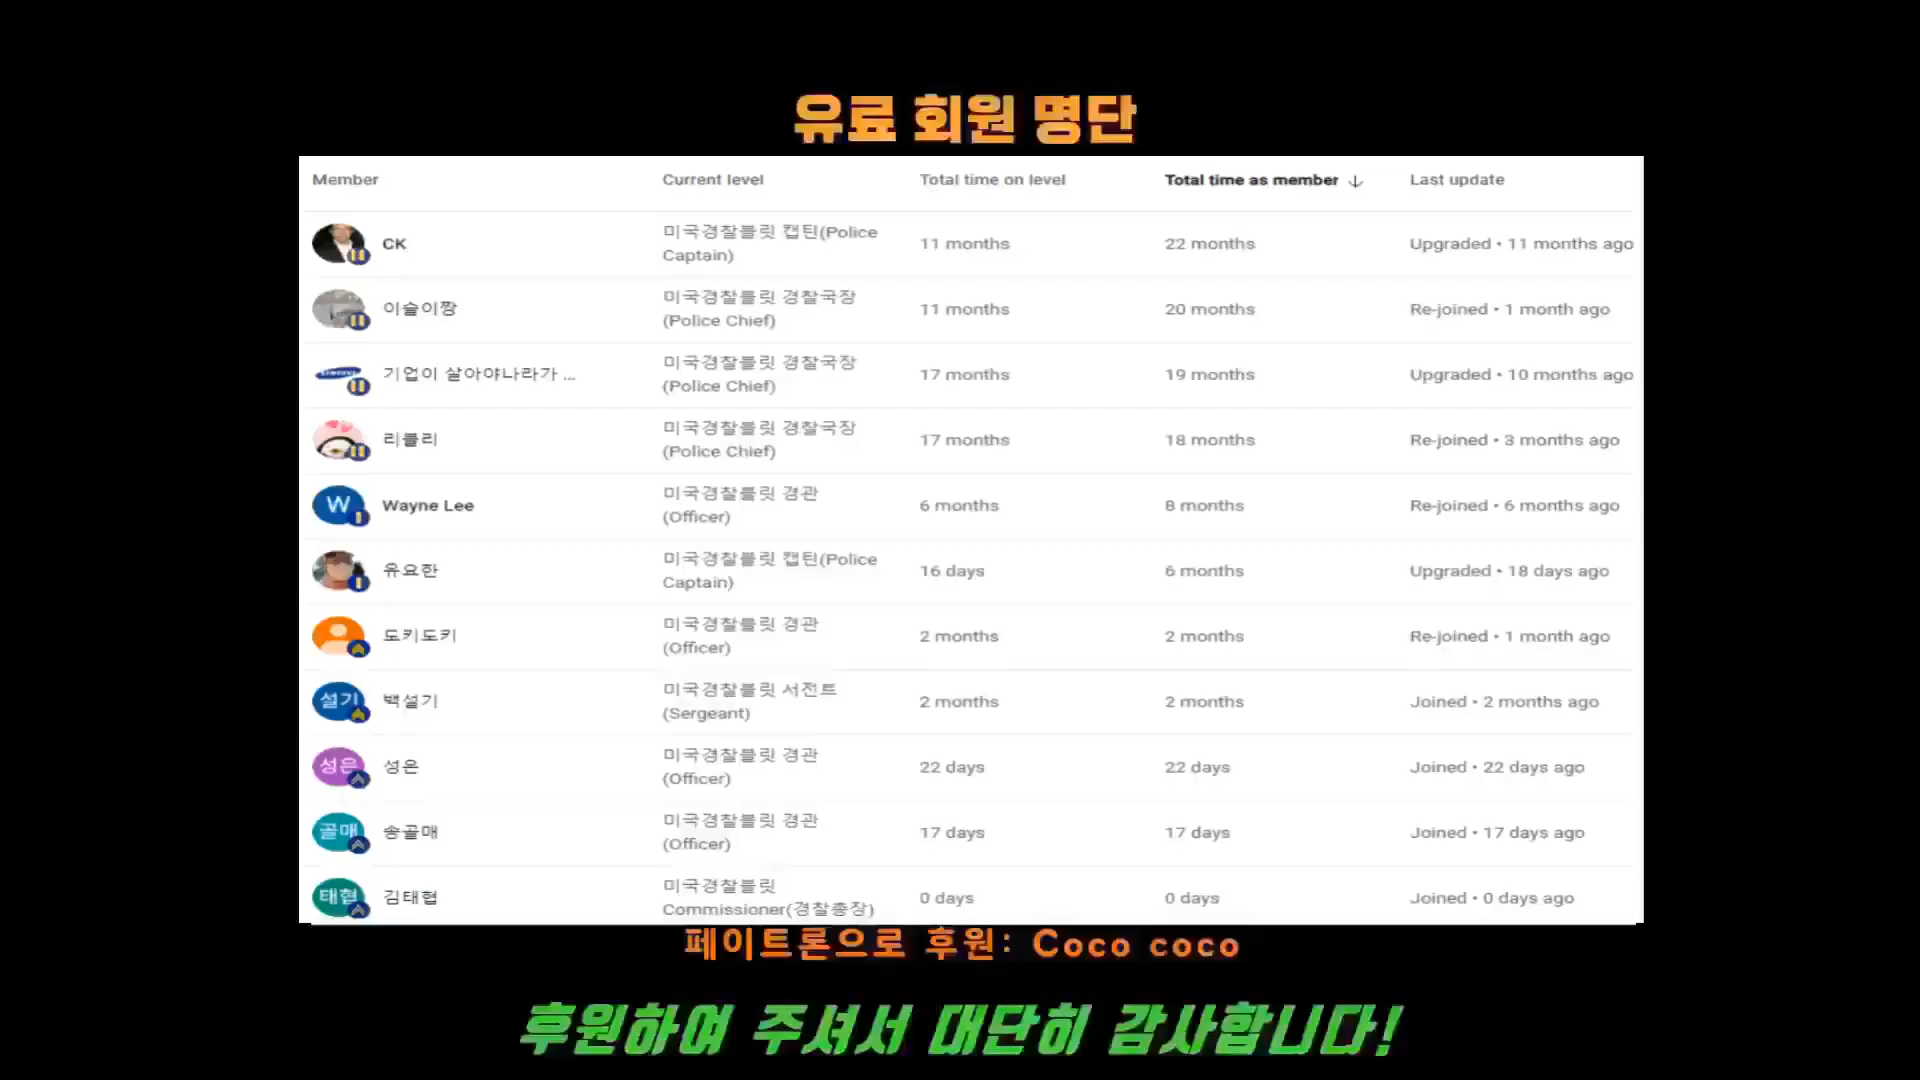 유료 회원 명단
Member Current level Total time on level Total time as member ↓ Last update
CK 미국경찰블릿 캡틴(Police Captain) 11 months 22 months Upgraded • 11 months ago
이슬이짱 미국경찰블릿 경찰국장 (Police Chief) 11 months 20 months Re-joined • 1 month ago
기업이 살아야나라가 ... 미국경찰블릿 경찰국장 (Police Chief) 17 months 19 months Upgraded • 10 months ago
리블리 미국경찰블릿 경찰국장 (Police Chief) 17 months 18 months Re-joined • 3 months ago
W Wayne Lee 미국경찰블릿 경관 (Officer) 6 months 8 months Re-joined • 6 months ago
유요한 미국경찰블릿 캡틴(Police Captain) 16 days 6 months Upgraded • 18 days ago
도키도키 미국경찰블릿 경관 (Officer) 2 months 2 months Re-joined • 1 month ago
설기 백설기 미국경찰블릿 서전트 (Sergeant) 2 months 2 months Joined • 2 months ago
성은 성은 미국경찰블릿 경관 (Officer) 22 days 22 days Joined • 22 days ago
골매 송골매 미국경찰블릿 경관 (Officer) 17 days 17 days Joined • 17 days ago
태협 김태협 미국경찰블릿 Commissioner(경찰총장) 0 days 0 days Joined • 0 days ago
페이트론으로 후원: Coco coco
후원하여 주셔서 대단히 감사합니다!